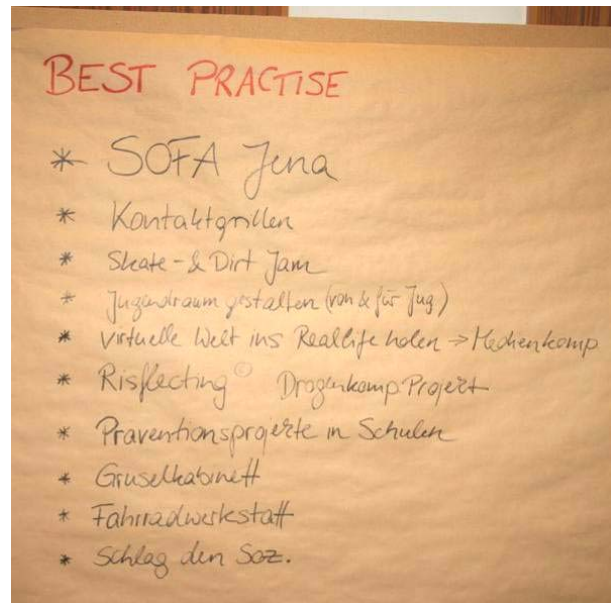 BEST PRACTISE
* SOFA Jena
* Kontaktgrillen
* Skate- & Dirt Jam
* Jugendraum gestalten (von & für Jug)
* virtuelle Welt ins Reallife holen → Medienkomp
* Risflecting© Drogenkomp. Projekt
* Präventionsprojekte in Schulen
* Gruselkabinett
* Fahrradwerkstatt
* Schlag den Soz.